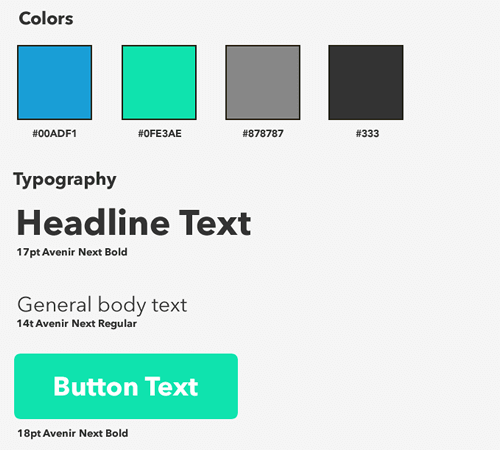 Colors
#00ADF1 #0FE3AE #878787 #333
Typography
Headline Text
17pt Avenir Next Bold
General body text
14t Avenir Next Regular
Button Text
18pt Avenir Next Bold